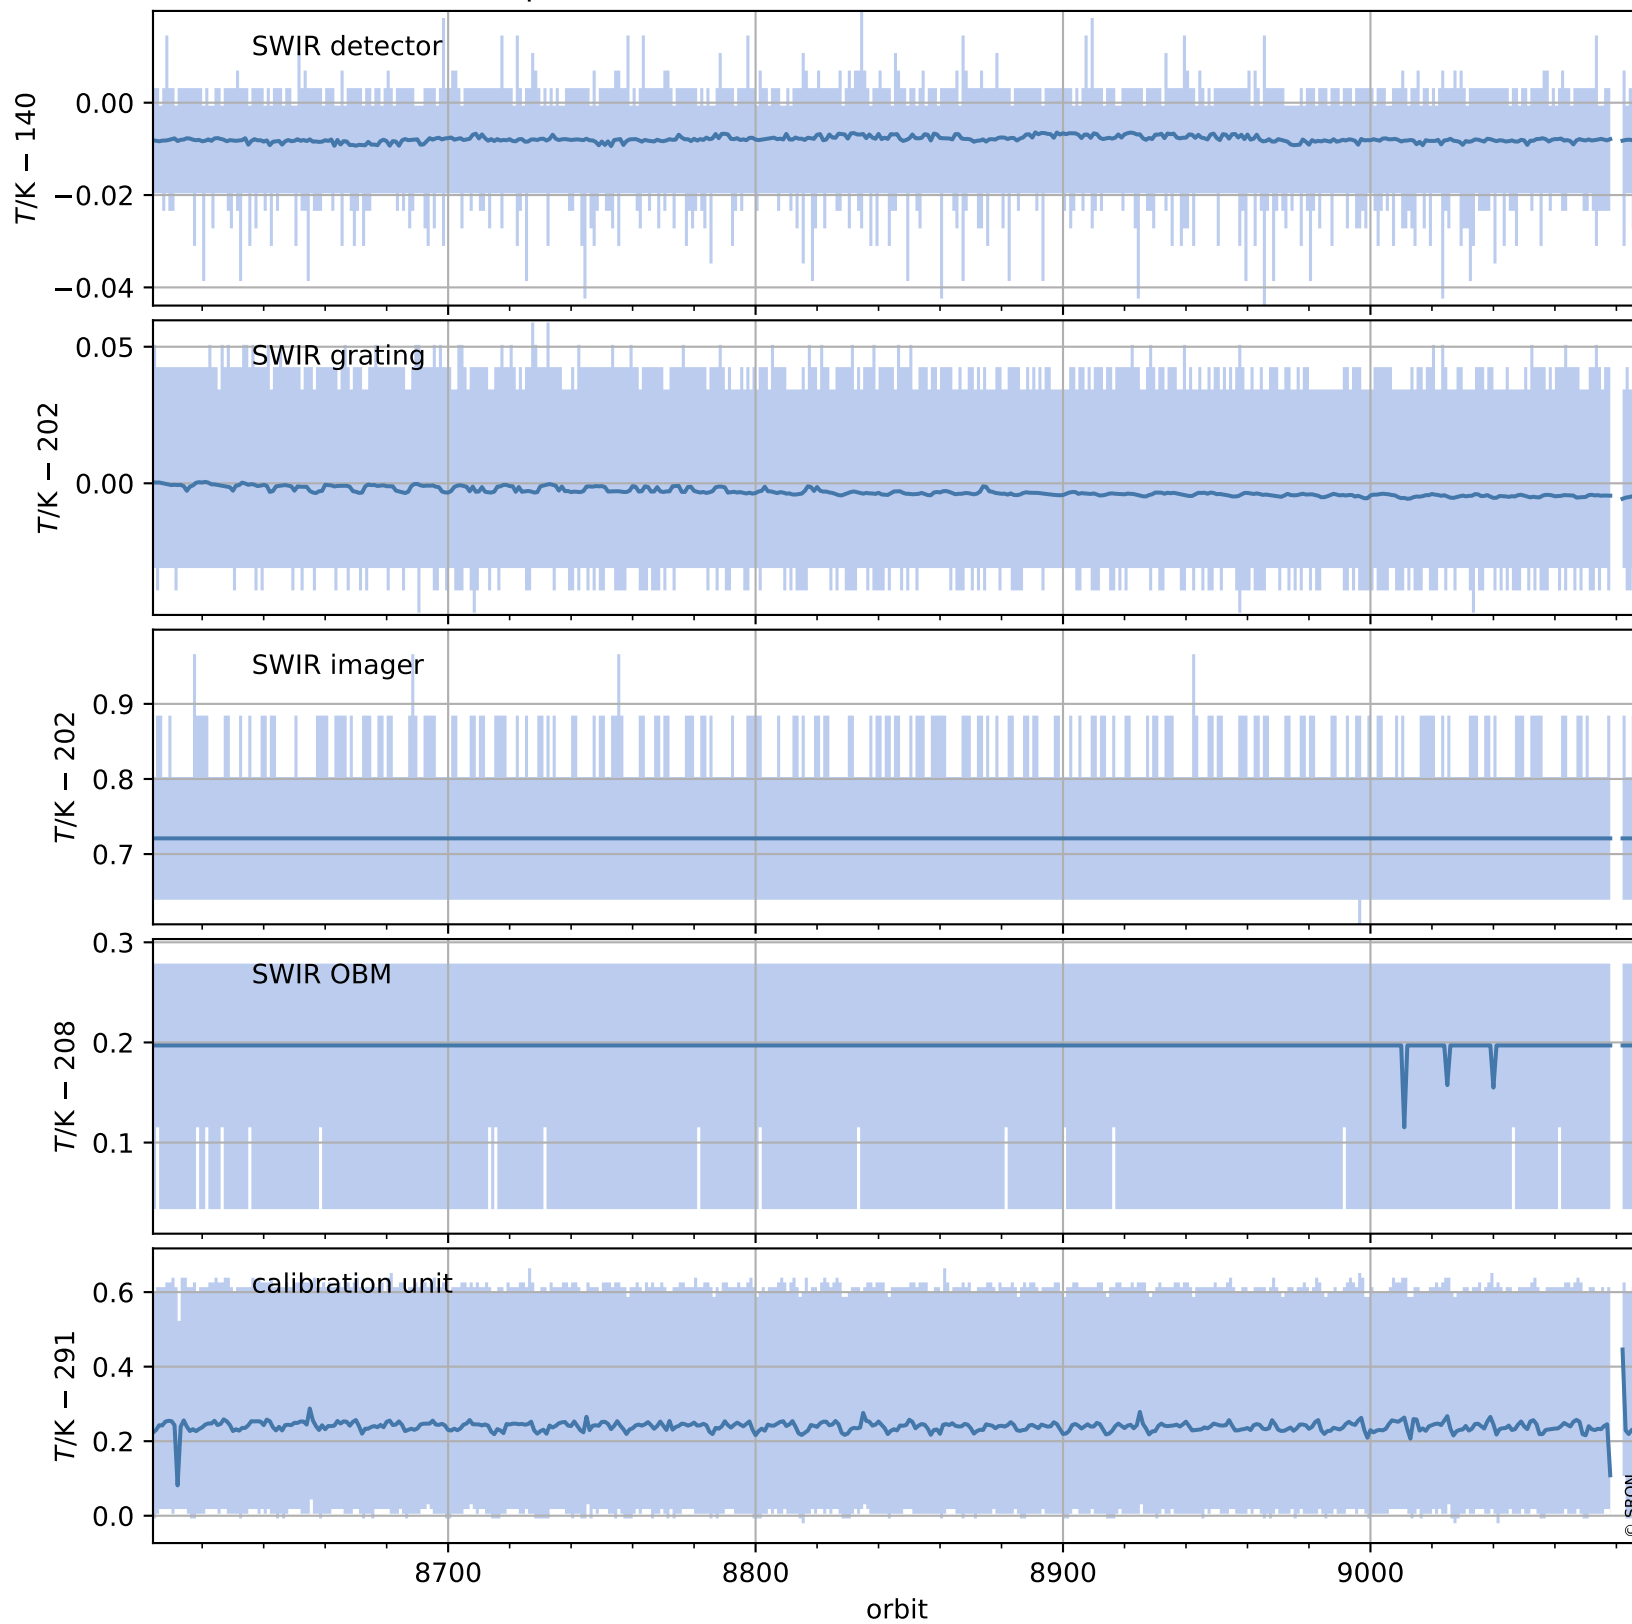 SWIR detector
T/K − 140
0.00
−0.02
−0.04
SWIR grating
T/K − 202
0.05
0.00
SWIR imager
T/K − 202
0.9
0.8
0.7
SWIR OBM
T/K − 208
0.3
0.2
0.1
calibration unit
T/K − 291
0.6
0.4
0.2
0.0
© SRON
8700 8800 8900 9000
orbit